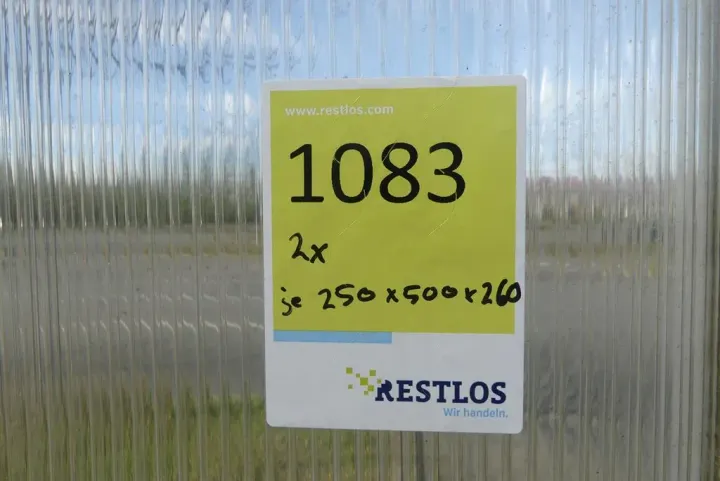 www.restlos.com
1083
2x
je 250x500x260
RESTLOS
Wir handeln.